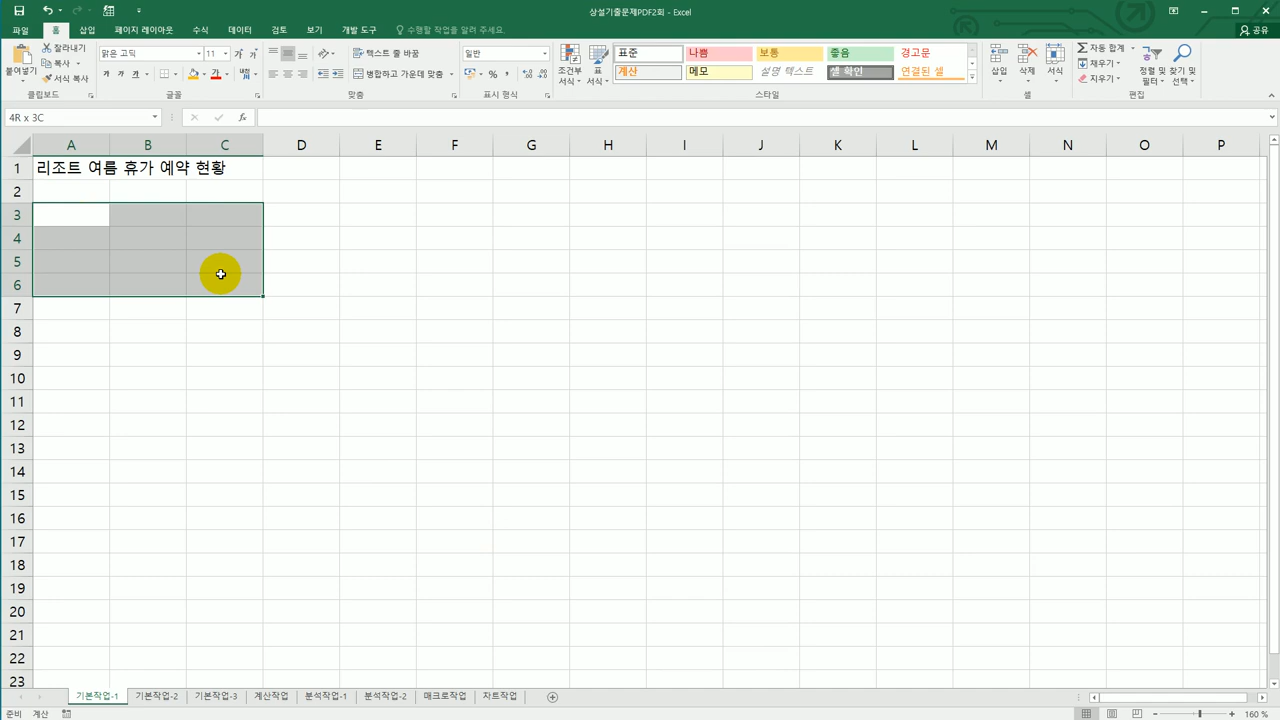 상설기출문제PDF2회 - Excel
파일 홈 삽입 페이지 레이아웃 수식 데이터 검토 보기 개발 도구 수행할 작업을 알려 주세요. 공유
잘라내기 맑은 고딕 11 텍스트 줄 바꿈 일반 표준 나쁨 보통 좋음 경고문 자동 합계
붙여넣기 복사 조건부 표 삽입 삭제 서식 채우기 정렬 및 찾기 및
서식 복사 가 가 병합하고 가운데 맞춤 % 서식 서식 계산 메모 설명 텍스트 셀 확인 연결된 셀 지우기 필터 선택
클립보드 글꼴 맞춤 표시 형식 스타일 셀 편집
4R x 3C fx
A B C D E F G H I J K L M N O P
1 리조트 여름 휴가 예약 현황
2
3
4
5
6
7
8
9
10
11
12
13
14
15
16
17
18
19
20
21
22
23
기본작업-1 기본작업-2 기본작업-3 계산작업 분석작업-1 분석작업-2 매크로작업 차트작업
준비 계산 160 %